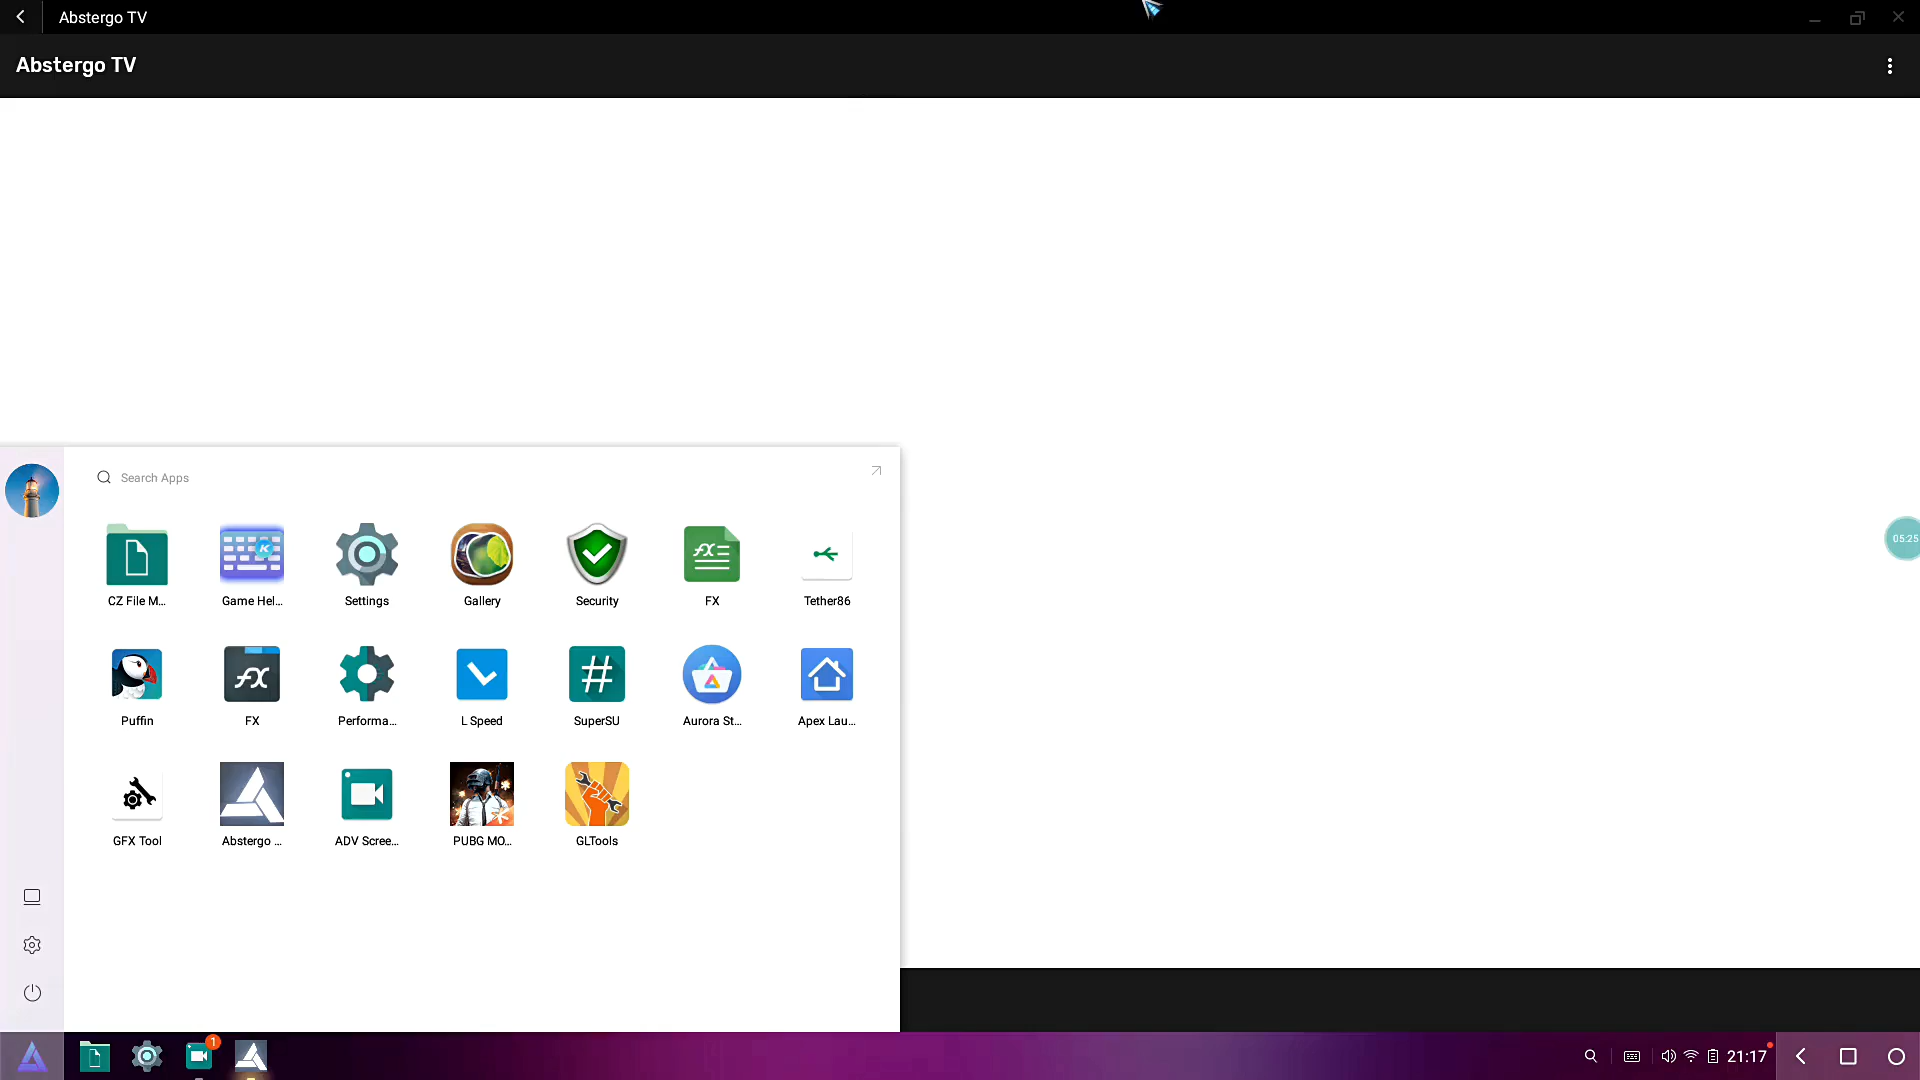 Abstergo TV
Abstergo TV
Search Apps
CZ File M...
Game Hel...
Settings
Gallery
Security
FX
Tether86
Puffin
FX
Performa...
L Speed
SuperSU
Aurora St...
Apex Lau...
GFX Tool
Abstergo ...
ADV Scree...
PUBG MO...
GLTools
05:25
1
21:17